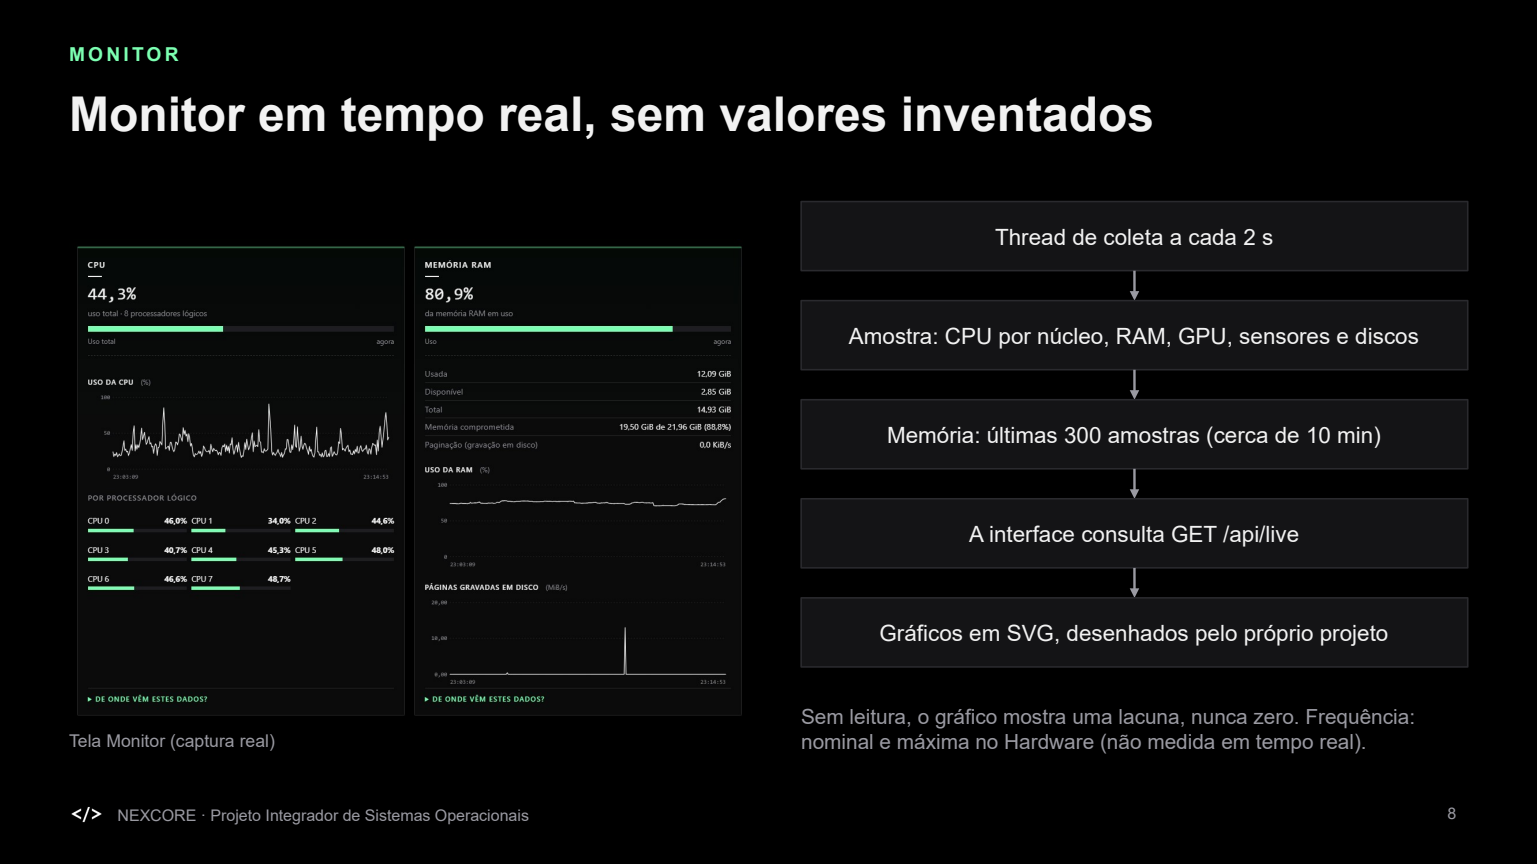 MONITOR
Monitor em tempo real, sem valores inventados
CPU
44,3%
uso total · 8 processadores lógicos
Uso total agora
USO DA CPU (%)
100
50
0
23:03:09 23:14:53
POR PROCESSADOR LÓGICO
CPU 0 46,0% CPU 1 34,0% CPU 2 44,6%
CPU 3 40,7% CPU 4 45,3% CPU 5 48,0%
CPU 6 46,6% CPU 7 48,7%
▸ DE ONDE VÊM ESTES DADOS?
MEMÓRIA RAM
80,9%
da memória RAM em uso
Uso agora
Usada 12,09 GiB
Disponível 2,85 GiB
Total 14,93 GiB
Memória comprometida 19,50 GiB de 21,96 GiB (88,8%)
Paginação (gravação em disco) 0,0 KiB/s
USO DA RAM (%)
100
50
0
23:03:09 23:14:53
PÁGINAS GRAVADAS EM DISCO (MiB/s)
20,00
10,00
0,00
23:03:09 23:14:53
▸ DE ONDE VÊM ESTES DADOS?
Tela Monitor (captura real)
Thread de coleta a cada 2 s
Amostra: CPU por núcleo, RAM, GPU, sensores e discos
Memória: últimas 300 amostras (cerca de 10 min)
A interface consulta GET /api/live
Gráficos em SVG, desenhados pelo próprio projeto
Sem leitura, o gráfico mostra uma lacuna, nunca zero. Frequência:
nominal e máxima no Hardware (não medida em tempo real).
</> NEXCORE · Projeto Integrador de Sistemas Operacionais
8